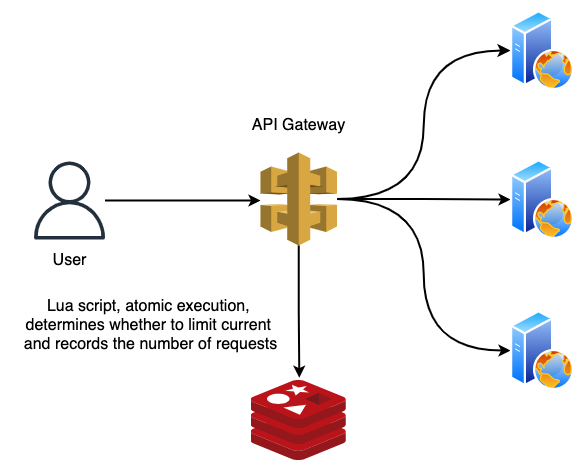 API Gateway
User
Lua script, atomic execution,
determines whether to limit current
and records the number of requests